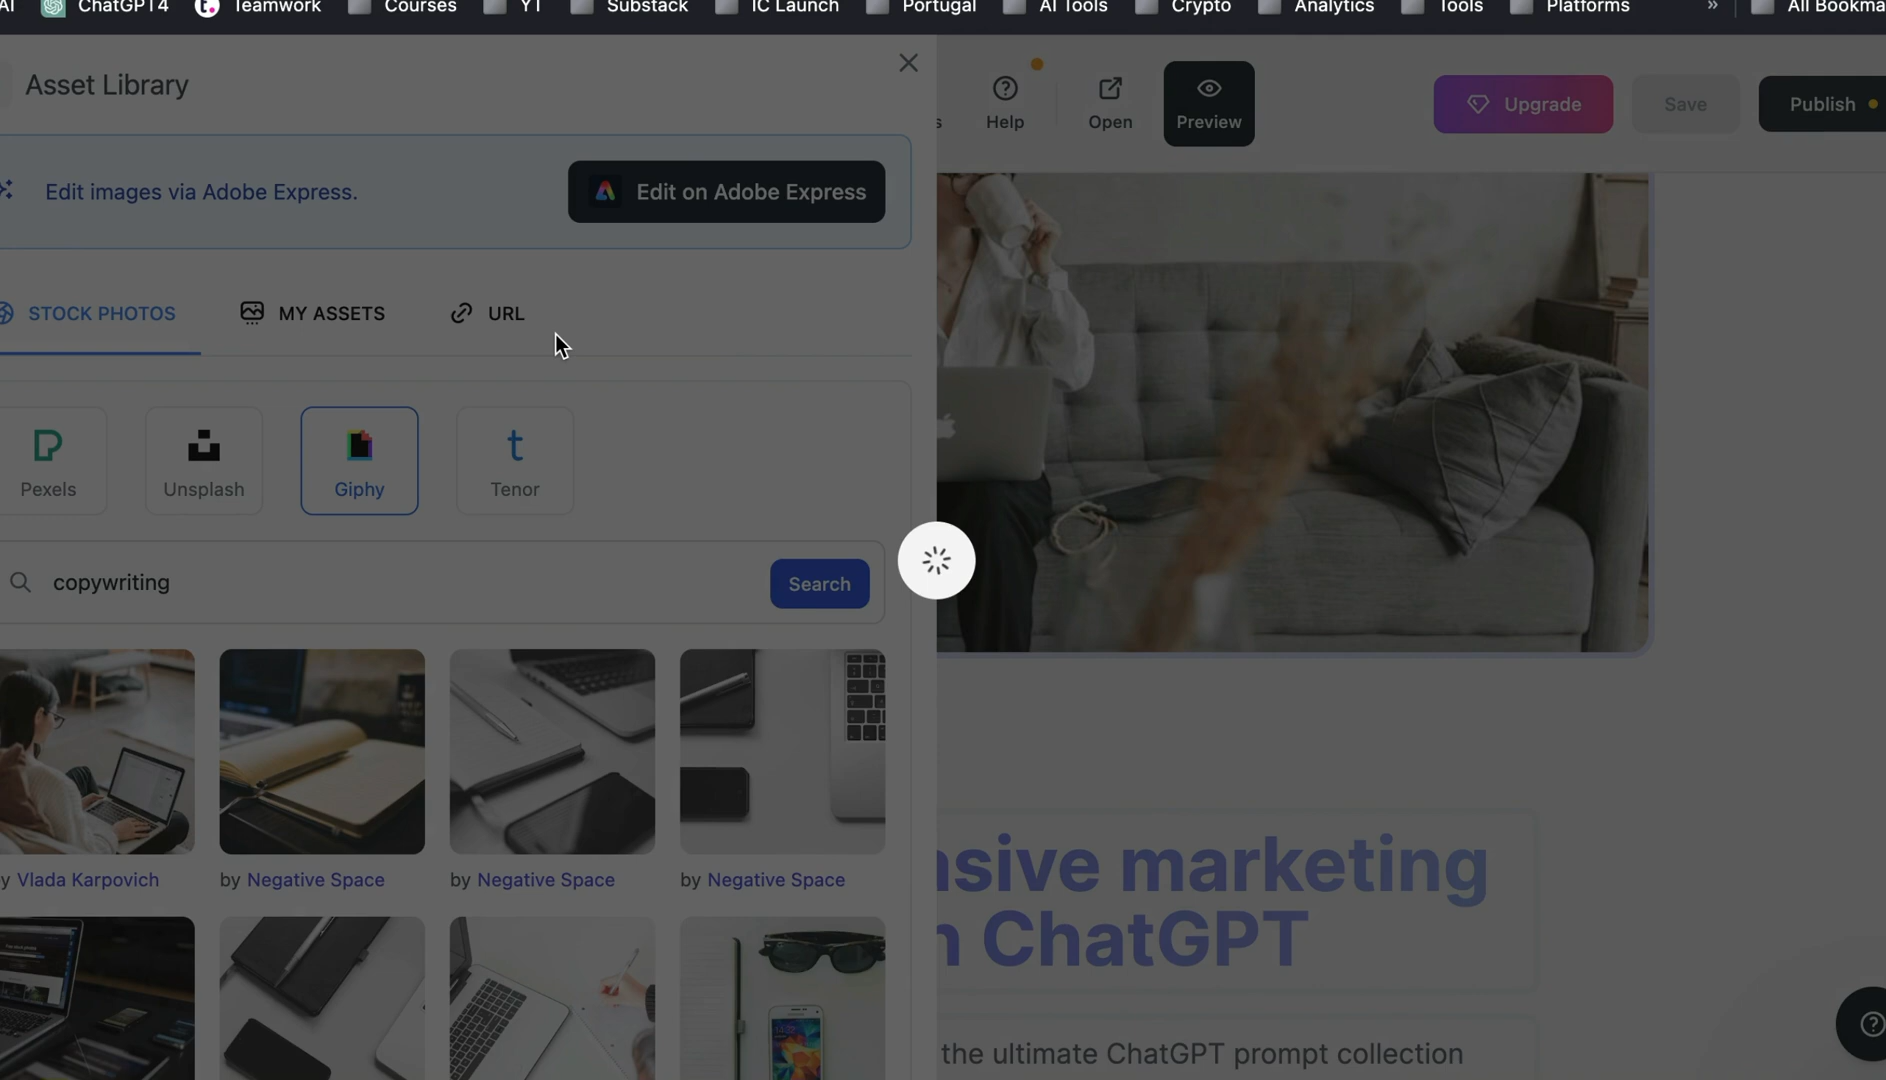 AI ChatGPT4 Teamwork Courses YT Substack IC Launch Portugal AI Tools Crypto Analytics Tools Platforms » All Bookma
Asset Library
s Help Open Preview Upgrade Save Publish
Edit images via Adobe Express. Edit on Adobe Express
STOCK PHOTOS MY ASSETS URL
Pexels Unsplash Giphy Tenor
copywriting Search
y Vlada Karpovich by Negative Space by Negative Space by Negative Space
sive marketing
n ChatGPT
the ultimate ChatGPT prompt collection